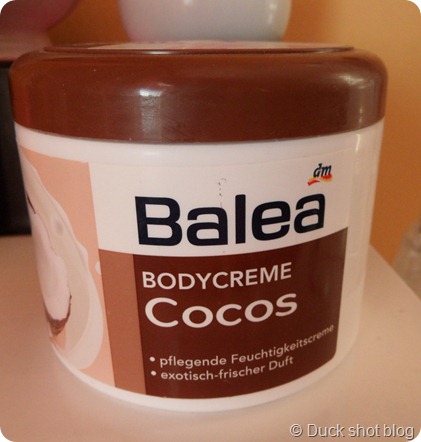 dm
Balea
BODYCREME
Cocos
• pflegende Feuchtigkeitscreme
• exotisch-frischer Duft
© Duck shot blog